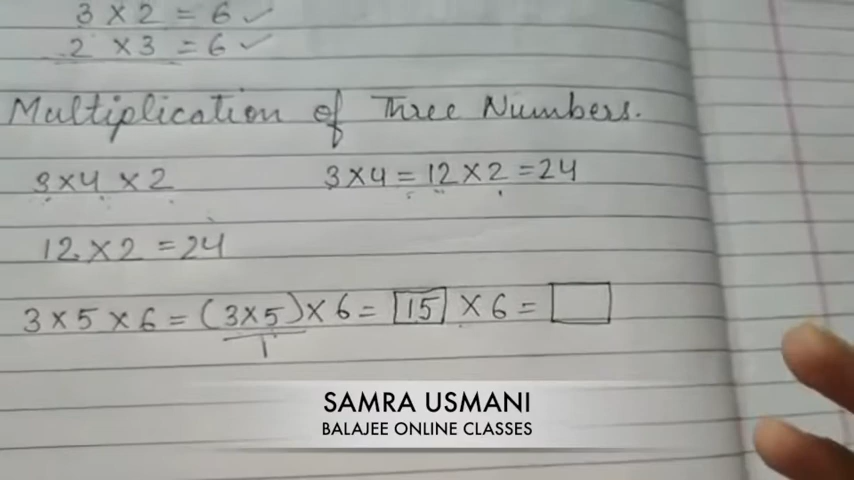 3 × 2 = 6 ✓
2 × 3 = 6 ✓
Multiplication of Three Numbers.
3×4 ×2 3×4 = 12×2 =24
12×2 =24
3×5×6 = (3×5)×6= 15 ×6 =
SAMRA USMANI
BALAJEE ONLINE CLASSES